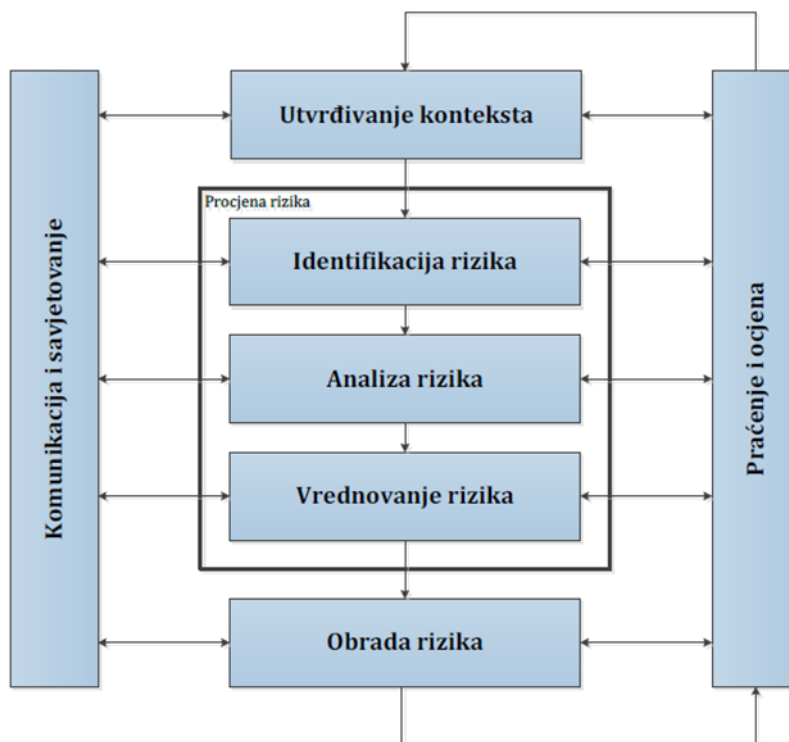 Utvrđivanje konteksta
Procjena rizika
Identifikacija rizika
Analiza rizika
Vrednovanje rizika
Obrada rizika
Komunikacija i savjetovanje
Praćenje i ocjena